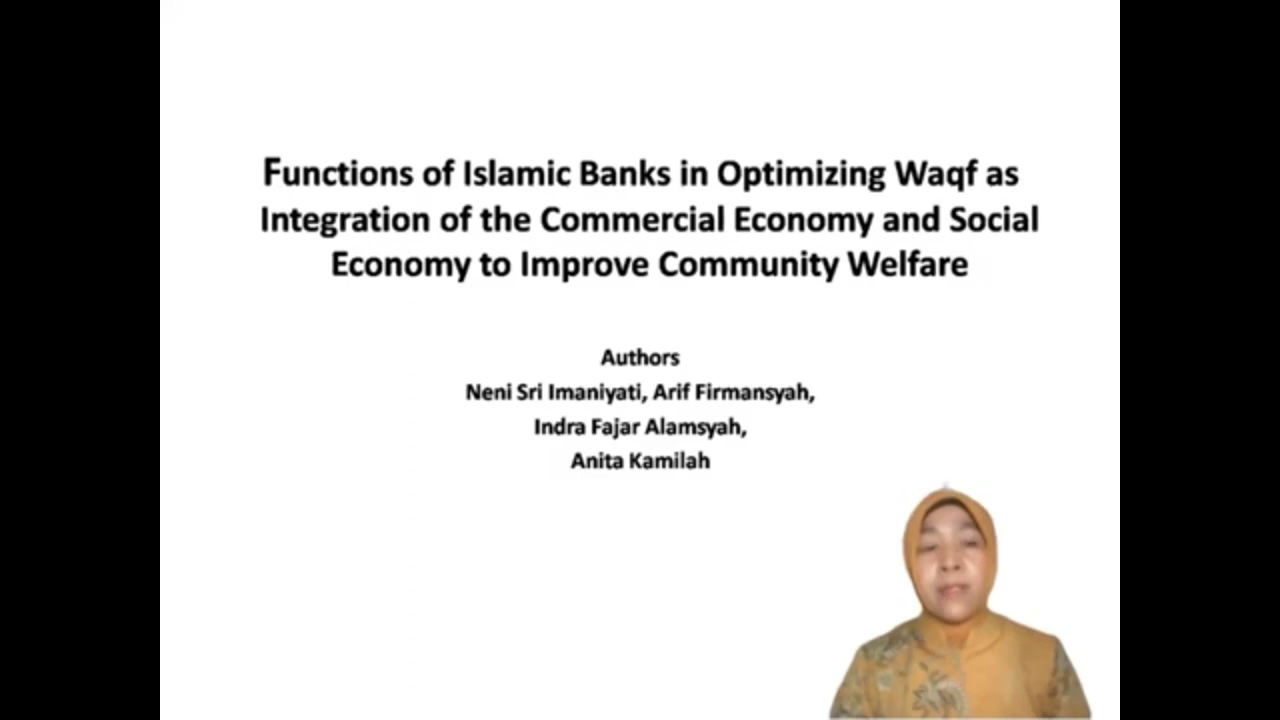 Functions of Islamic Banks in Optimizing Waqf as
Integration of the Commercial Economy and Social
Economy to Improve Community Welfare
Authors
Neni Sri Imaniyati, Arif Firmansyah,
Indra Fajar Alamsyah,
Anita Kamilah